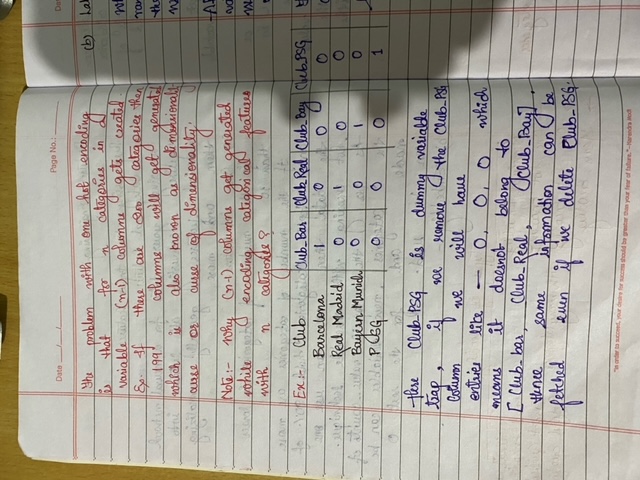 Date ___/___/___ Page No.: ______
The problem with one hot encoding
is that for n categories in a
variable (n-1) columns gets created
Ex. If there are 200 categories then
199 columns will get generated
which is also known as dimensionality
curse or curse of dimensionality.
Note:- Why (n-1) columns get generated
while encoding categorical features
with n categories?
Ex:- Club Club_Bar Club_Real Club_Bay Club_PSG
Barcelona 1 0 0 0
Real Madrid 0 1 0 0
Bayern Munich 0 0 1 0
PSG 0 0 0 1
Here Club_PSG is dummy variable
trap, if we remove the Club_PSG
Column we will have
entries like — 0, 0, 0 which
means it doesnot belong to
[Club_bar, Club_Real, Club_Bay].
Hence same information can be
fetched even if we delete Club_PSG.
"In order to succeed, your desire for success should be greater than your fear of failure." - Narendra Modi
(b)